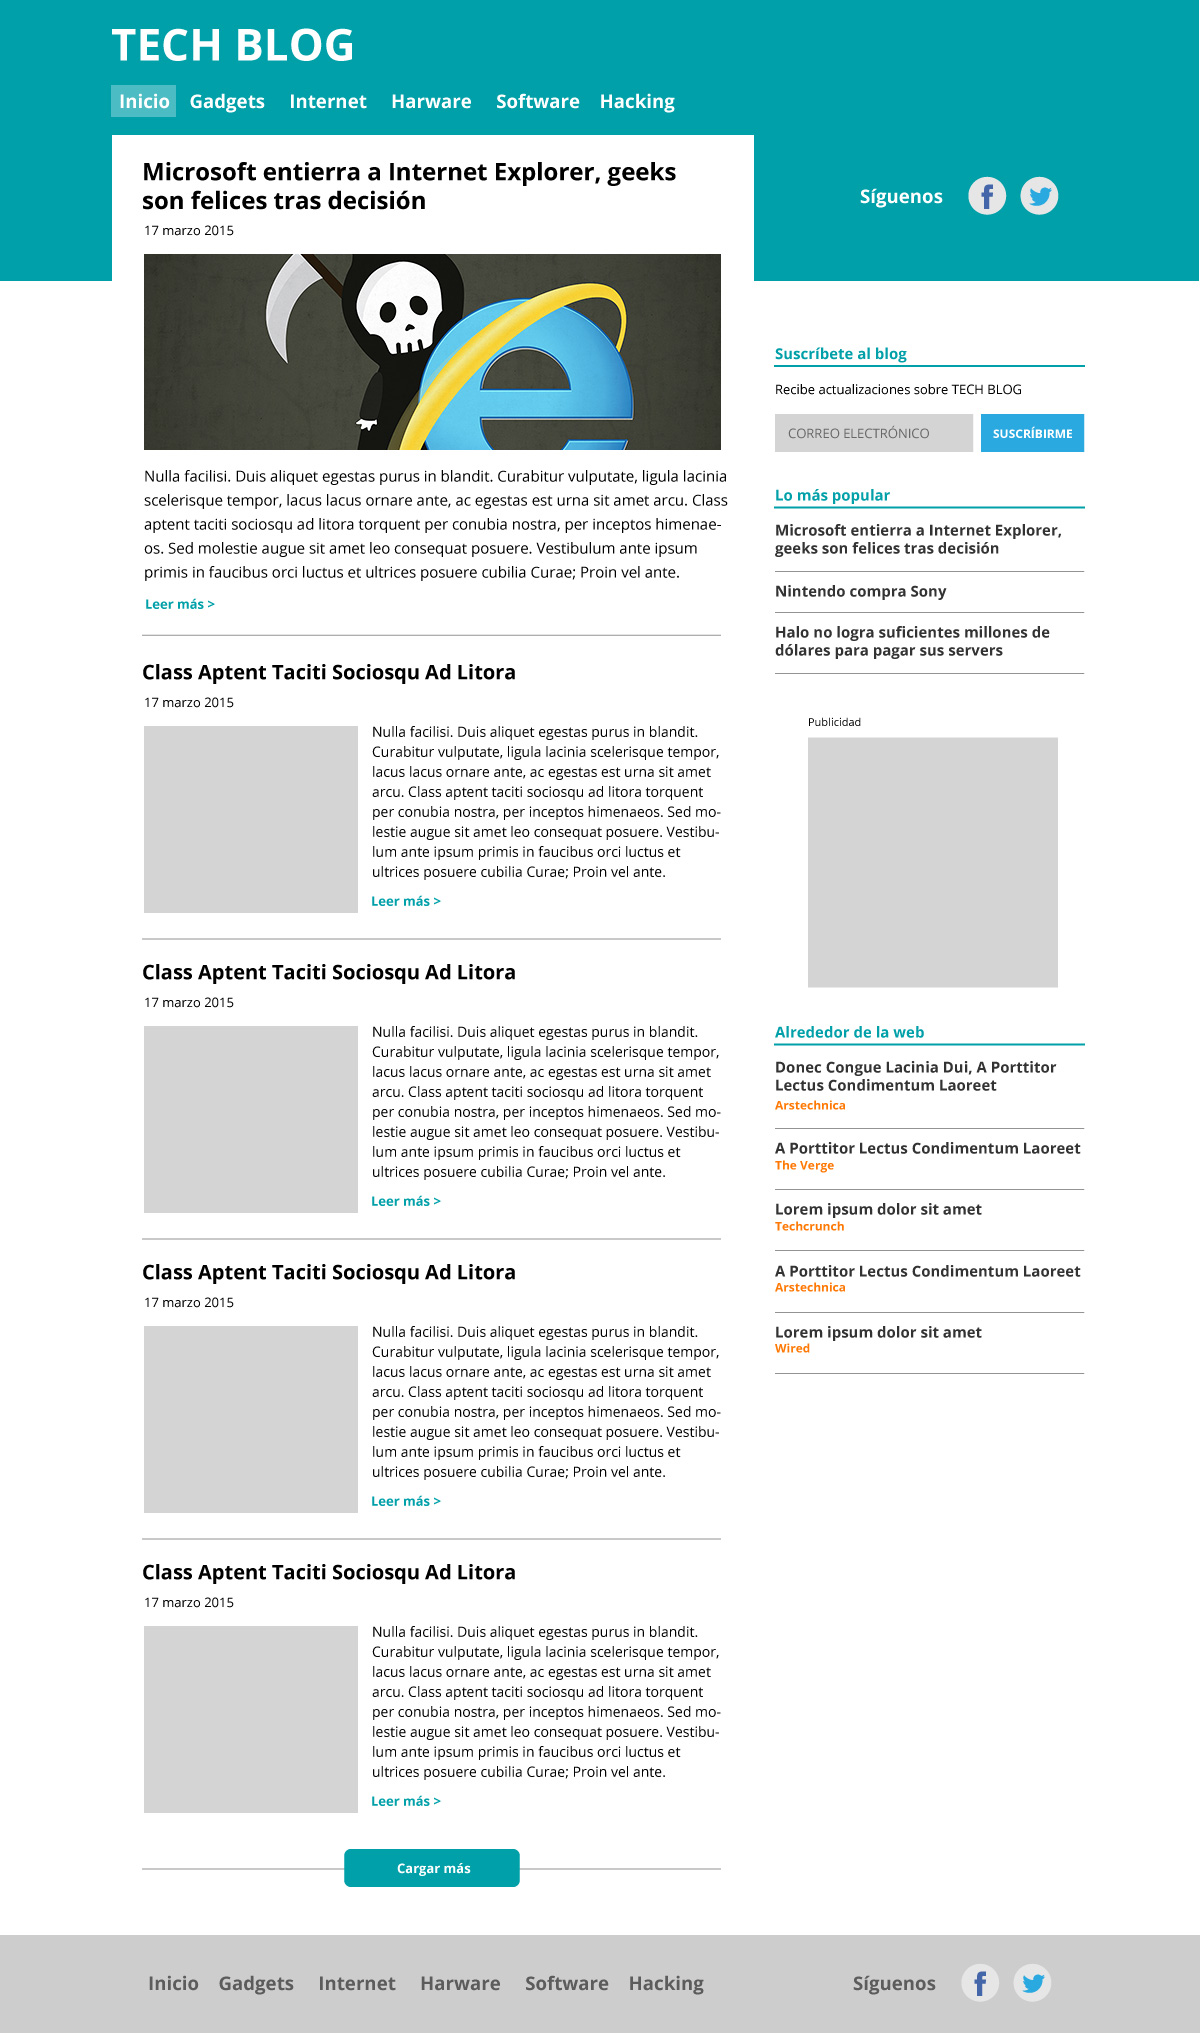 TECH BLOG
Inicio Gadgets Internet Harware Software Hacking
Microsoft entierra a Internet Explorer, geeks
son felices tras decisión
17 marzo 2015
Nulla facilisi. Duis aliquet egestas purus in blandit. Curabitur vulputate, ligula lacinia
scelerisque tempor, lacus lacus ornare ante, ac egestas est urna sit amet arcu. Class
aptent taciti sociosqu ad litora torquent per conubia nostra, per inceptos himenae-
os. Sed molestie augue sit amet leo consequat posuere. Vestibulum ante ipsum
primis in faucibus orci luctus et ultrices posuere cubilia Curae; Proin vel ante.
Leer más >
Class Aptent Taciti Sociosqu Ad Litora
17 marzo 2015
Nulla facilisi. Duis aliquet egestas purus in blandit.
Curabitur vulputate, ligula lacinia scelerisque tempor,
lacus lacus ornare ante, ac egestas est urna sit amet
arcu. Class aptent taciti sociosqu ad litora torquent
per conubia nostra, per inceptos himenaeos. Sed mo-
lestie augue sit amet leo consequat posuere. Vestibu-
lum ante ipsum primis in faucibus orci luctus et
ultrices posuere cubilia Curae; Proin vel ante.
Leer más >
Class Aptent Taciti Sociosqu Ad Litora
17 marzo 2015
Nulla facilisi. Duis aliquet egestas purus in blandit.
Curabitur vulputate, ligula lacinia scelerisque tempor,
lacus lacus ornare ante, ac egestas est urna sit amet
arcu. Class aptent taciti sociosqu ad litora torquent
per conubia nostra, per inceptos himenaeos. Sed mo-
lestie augue sit amet leo consequat posuere. Vestibu-
lum ante ipsum primis in faucibus orci luctus et
ultrices posuere cubilia Curae; Proin vel ante.
Leer más >
Class Aptent Taciti Sociosqu Ad Litora
17 marzo 2015
Nulla facilisi. Duis aliquet egestas purus in blandit.
Curabitur vulputate, ligula lacinia scelerisque tempor,
lacus lacus ornare ante, ac egestas est urna sit amet
arcu. Class aptent taciti sociosqu ad litora torquent
per conubia nostra, per inceptos himenaeos. Sed mo-
lestie augue sit amet leo consequat posuere. Vestibu-
lum ante ipsum primis in faucibus orci luctus et
ultrices posuere cubilia Curae; Proin vel ante.
Leer más >
Class Aptent Taciti Sociosqu Ad Litora
17 marzo 2015
Nulla facilisi. Duis aliquet egestas purus in blandit.
Curabitur vulputate, ligula lacinia scelerisque tempor,
lacus lacus ornare ante, ac egestas est urna sit amet
arcu. Class aptent taciti sociosqu ad litora torquent
per conubia nostra, per inceptos himenaeos. Sed mo-
lestie augue sit amet leo consequat posuere. Vestibu-
lum ante ipsum primis in faucibus orci luctus et
ultrices posuere cubilia Curae; Proin vel ante.
Leer más >
Cargar más
Síguenos
Suscríbete al blog
Recibe actualizaciones sobre TECH BLOG
CORREO ELECTRÓNICO SUSCRÍBIRME
Lo más popular
Microsoft entierra a Internet Explorer,
geeks son felices tras decisión
Nintendo compra Sony
Halo no logra suficientes millones de
dólares para pagar sus servers
Publicidad
Alrededor de la web
Donec Congue Lacinia Dui, A Porttitor
Lectus Condimentum Laoreet
Arstechnica
A Porttitor Lectus Condimentum Laoreet
The Verge
Lorem ipsum dolor sit amet
Techcrunch
A Porttitor Lectus Condimentum Laoreet
Arstechnica
Lorem ipsum dolor sit amet
Wired
Inicio Gadgets Internet Harware Software Hacking Síguenos